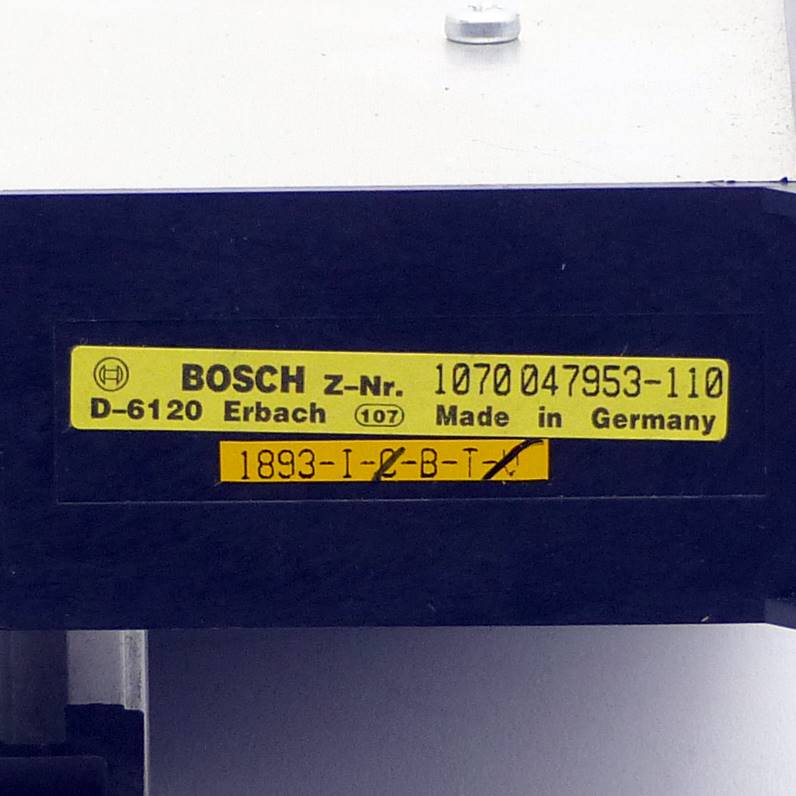 BOSCH Z-Nr. 1070 047953-110
D-6120 Erbach 107 Made in Germany
1893-I-C-B-T-V